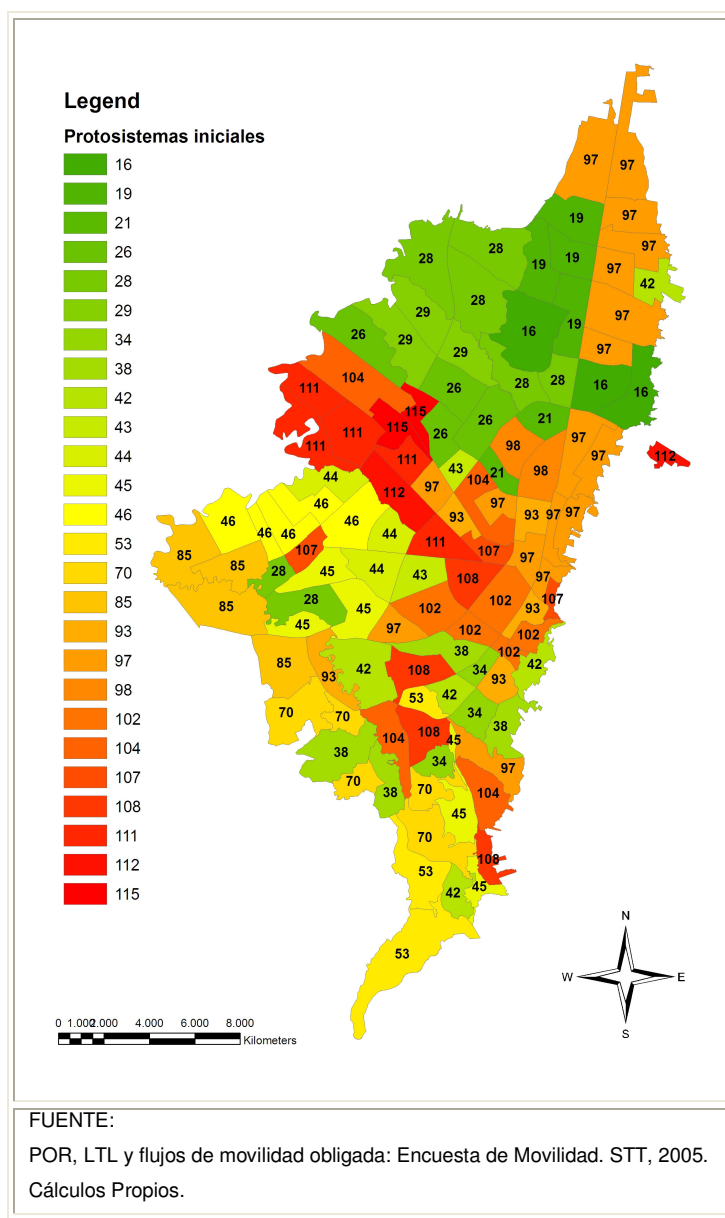 Legend
Protosistemas iniciales
16
19
21
26
28
29
34
38
42
43
44
45
46
53
70
85
93
97
98
102
104
107
108
111
112
115
97 97
19 97
28 28 97
19 19 97
42
28
29 19 97
16
26 29 97
29 28 28 16 16
104
111 26
115 21
115 26 97
111 111 26 98 97
111 43 98 112
44 104 21
112 97 97
46 46 93 93 97 97
46 46 46 44 111 107
85 107 97
85 28 45 44 43 108 97
85 28 45 102 102 107
45 97 102 93
102
38 102
85 42 108 34 42
93 93
53 42
70 70 34 38
104 108 45
38 34 97
70 38 70 104
45
70
108
53 42 45
53
N
W E
S
0 1.000 2.000 4.000 6.000 8.000
Kilometers
FUENTE:
POR, LTL y flujos de movilidad obligada: Encuesta de Movilidad. STT, 2005.
Cálculos Propios.